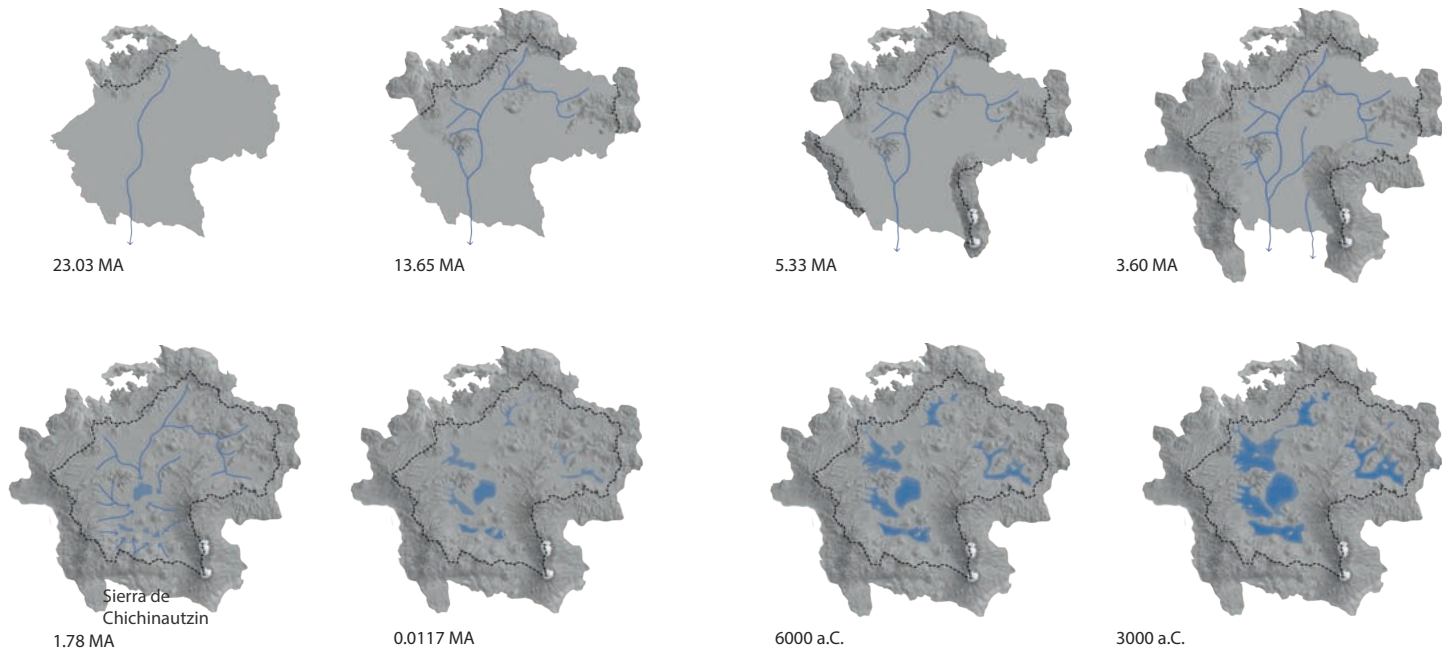 23.03 MA
13.65 MA
5.33 MA
3.60 MA
Sierra de
Chichinautzin
1.78 MA
0.0117 MA
6000 a.C.
3000 a.C.